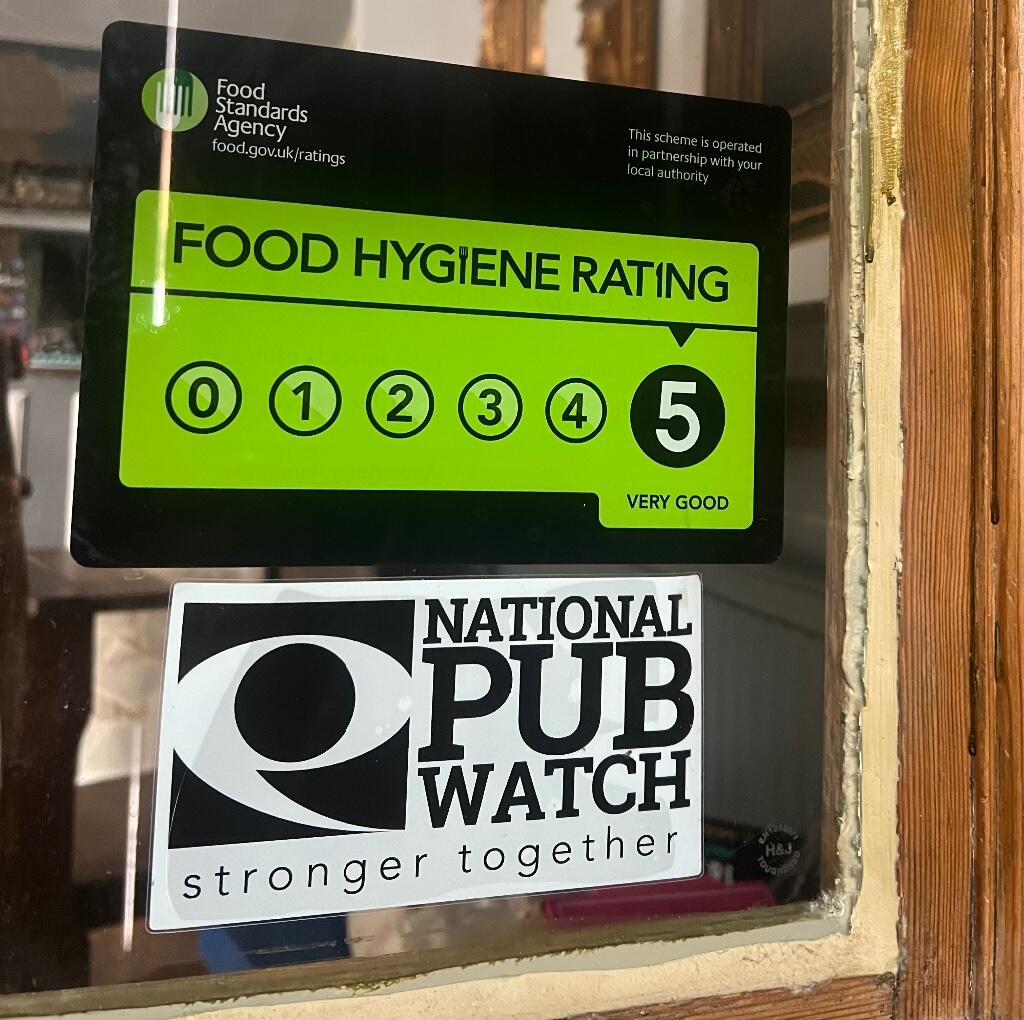 Food
Standards
Agency
food.gov.uk/ratings
This scheme is operated
in partnership with your
local authority
FOOD HYGIENE RATING
0 1 2 3 4 5
VERY GOOD
NATIONAL
PUB
WATCH
stronger together
H&J
TOUGHENED